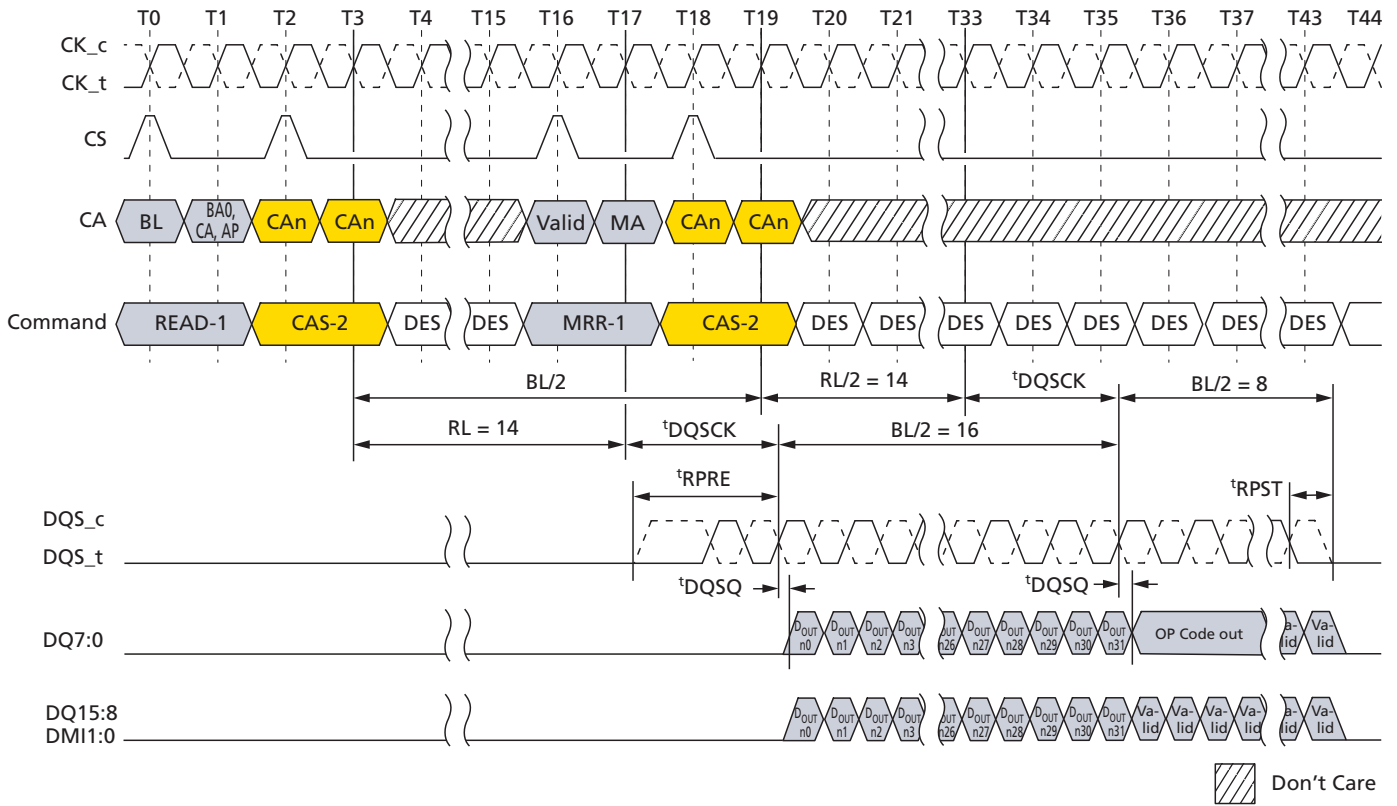 T0 T1 T2 T3 T4 T15 T16 T17 T18 T19 T20 T21 T33 T34 T35 T36 T37 T43 T44
CK_c
CK_t
CS
CA BL BA0, CA, AP CAn CAn Valid MA CAn CAn
Command READ-1 CAS-2 DES DES MRR-1 CAS-2 DES DES DES DES DES DES DES DES
BL/2 RL/2 = 14 tDQSCK BL/2 = 8
RL = 14 tDQSCK BL/2 = 16
tRPRE tRPST
DQS_c
DQS_t
tDQSQ tDQSQ
DQ7:0 DOUT n0 DOUT n1 DOUT n2 DOUT n3 DOUT n26 DOUT n27 DOUT n28 DOUT n29 DOUT n30 DOUT n31 OP Code out a-lid Va-lid
DQ15:8
DMI1:0 DOUT n0 DOUT n1 DOUT n2 DOUT n3 DOUT n26 DOUT n27 DOUT n28 DOUT n29 DOUT n30 DOUT n31 Va-lid Va-lid Va-lid Va-lid a-lid Va-lid
Don't Care